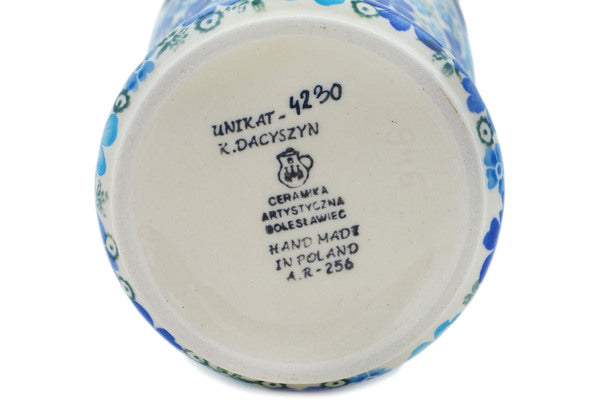 UNIKAT - 4230
K. DACYSZYN
CERAMIKA
ARTYSTYCZNA
BOLESŁAWIEC
HAND MADE
IN POLAND
A.R-256